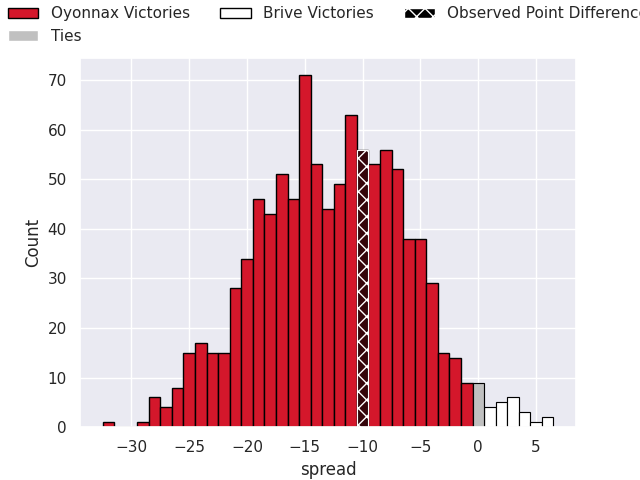 Oyonnax Victories
Brive Victories
Observed Point Difference
Ties
Count
70
60
50
40
30
20
10
0
−30 −25 −20 −15 −10 −5 0 5
spread